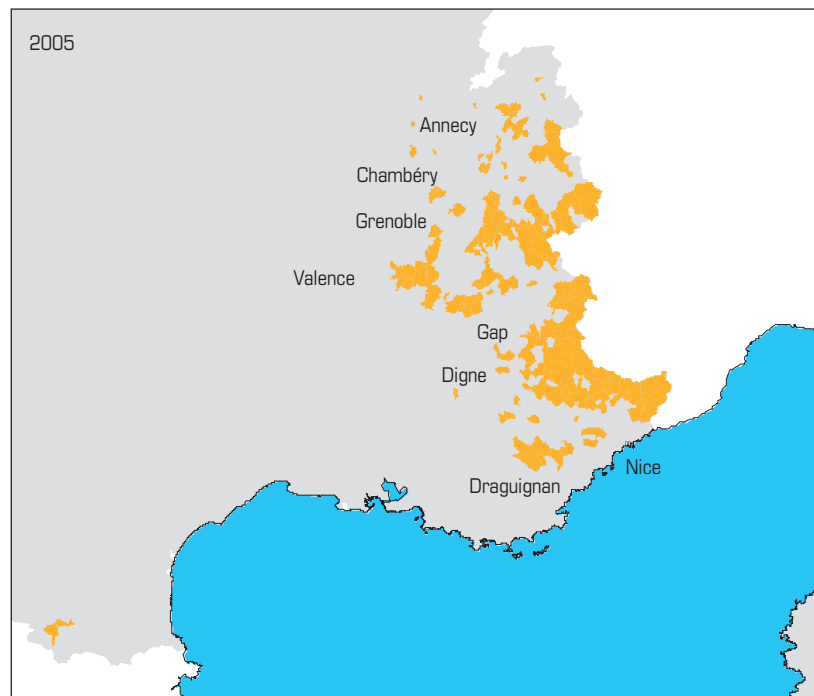 2005
Annecy
Chambéry
Grenoble
Valence
Gap
Digne
Nice
Draguignan